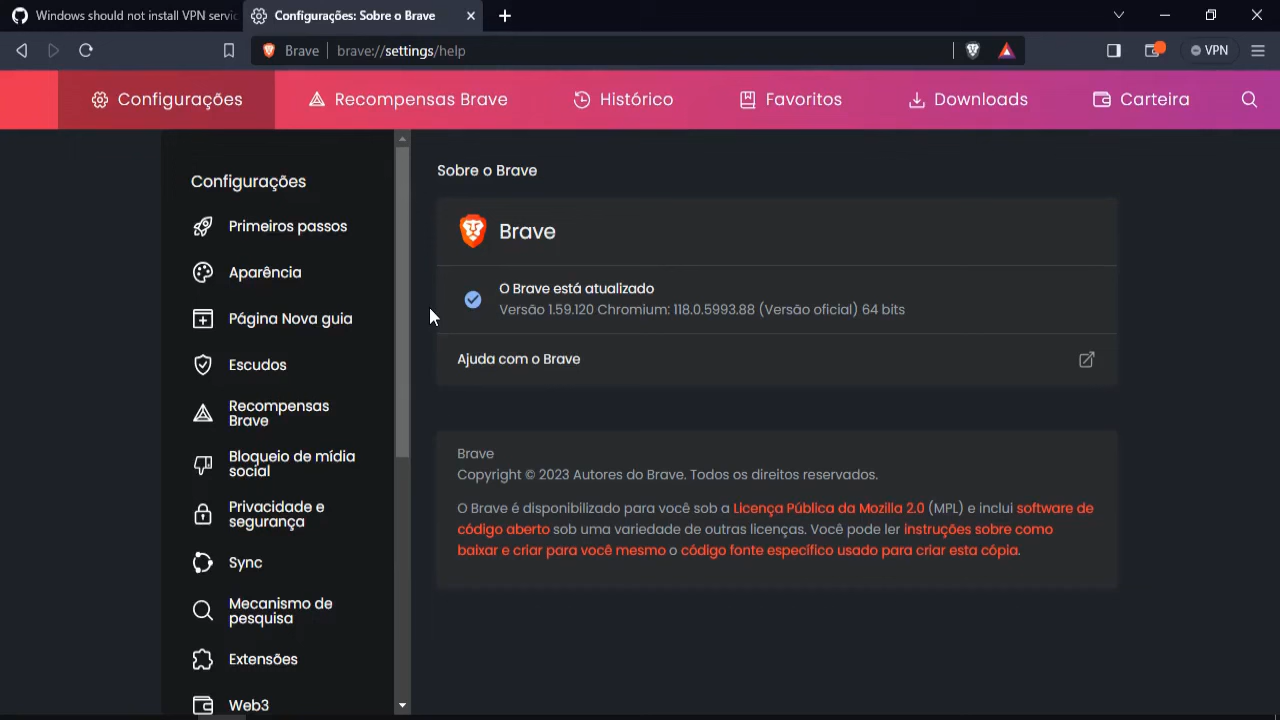 Windows should not install VPN servic
Configurações: Sobre o Brave
Brave
brave://settings/help
VPN
Configurações
Recompensas Brave
Histórico
Favoritos
Downloads
Carteira
Configurações
Primeiros passos
Aparência
Página Nova guia
Escudos
Recompensas
Brave
Bloqueio de mídia
social
Privacidade e
segurança
Sync
Mecanismo de
pesquisa
Extensões
Web3
Sobre o Brave
Brave
O Brave está atualizado
Versão 1.59.120 Chromium: 118.0.5993.88 (Versão oficial) 64 bits
Ajuda com o Brave
Brave
Copyright © 2023 Autores do Brave. Todos os direitos reservados.
O Brave é disponibilizado para você sob a Licença Pública da Mozilla 2.0 (MPL) e inclui software de
código aberto sob uma variedade de outras licenças. Você pode ler instruções sobre como
baixar e criar para você mesmo o código fonte específico usado para criar esta cópia.